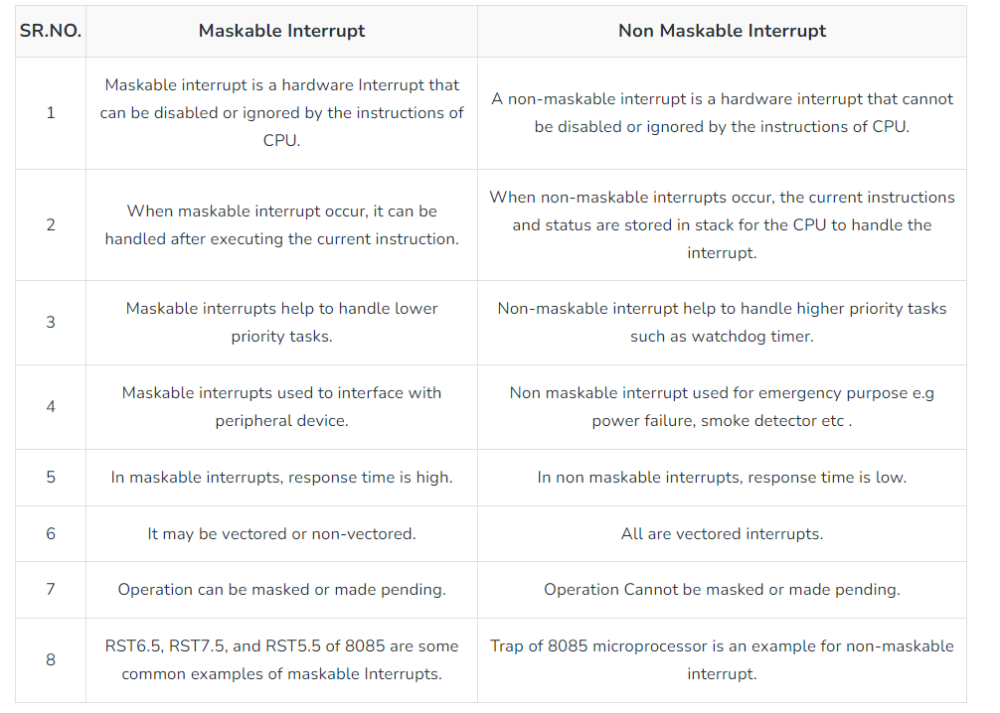 SR.NO. Maskable Interrupt Non Maskable Interrupt
1
Maskable interrupt is a hardware Interrupt that
can be disabled or ignored by the instructions of
CPU.
A non-maskable interrupt is a hardware interrupt that cannot
be disabled or ignored by the instructions of CPU.
2
When maskable interrupt occur, it can be
handled after executing the current instruction.
When non-maskable interrupts occur, the current instructions
and status are stored in stack for the CPU to handle the
interrupt.
3
Maskable interrupts help to handle lower
priority tasks.
Non-maskable interrupt help to handle higher priority tasks
such as watchdog timer.
4
Maskable interrupts used to interface with
peripheral device.
Non maskable interrupt used for emergency purpose e.g
power failure, smoke detector etc .
5
In maskable interrupts, response time is high.
In non maskable interrupts, response time is low.
6
It may be vectored or non-vectored.
All are vectored interrupts.
7
Operation can be masked or made pending.
Operation Cannot be masked or made pending.
8
RST6.5, RST7.5, and RST5.5 of 8085 are some
common examples of maskable Interrupts.
Trap of 8085 microprocessor is an example for non-maskable
interrupt.